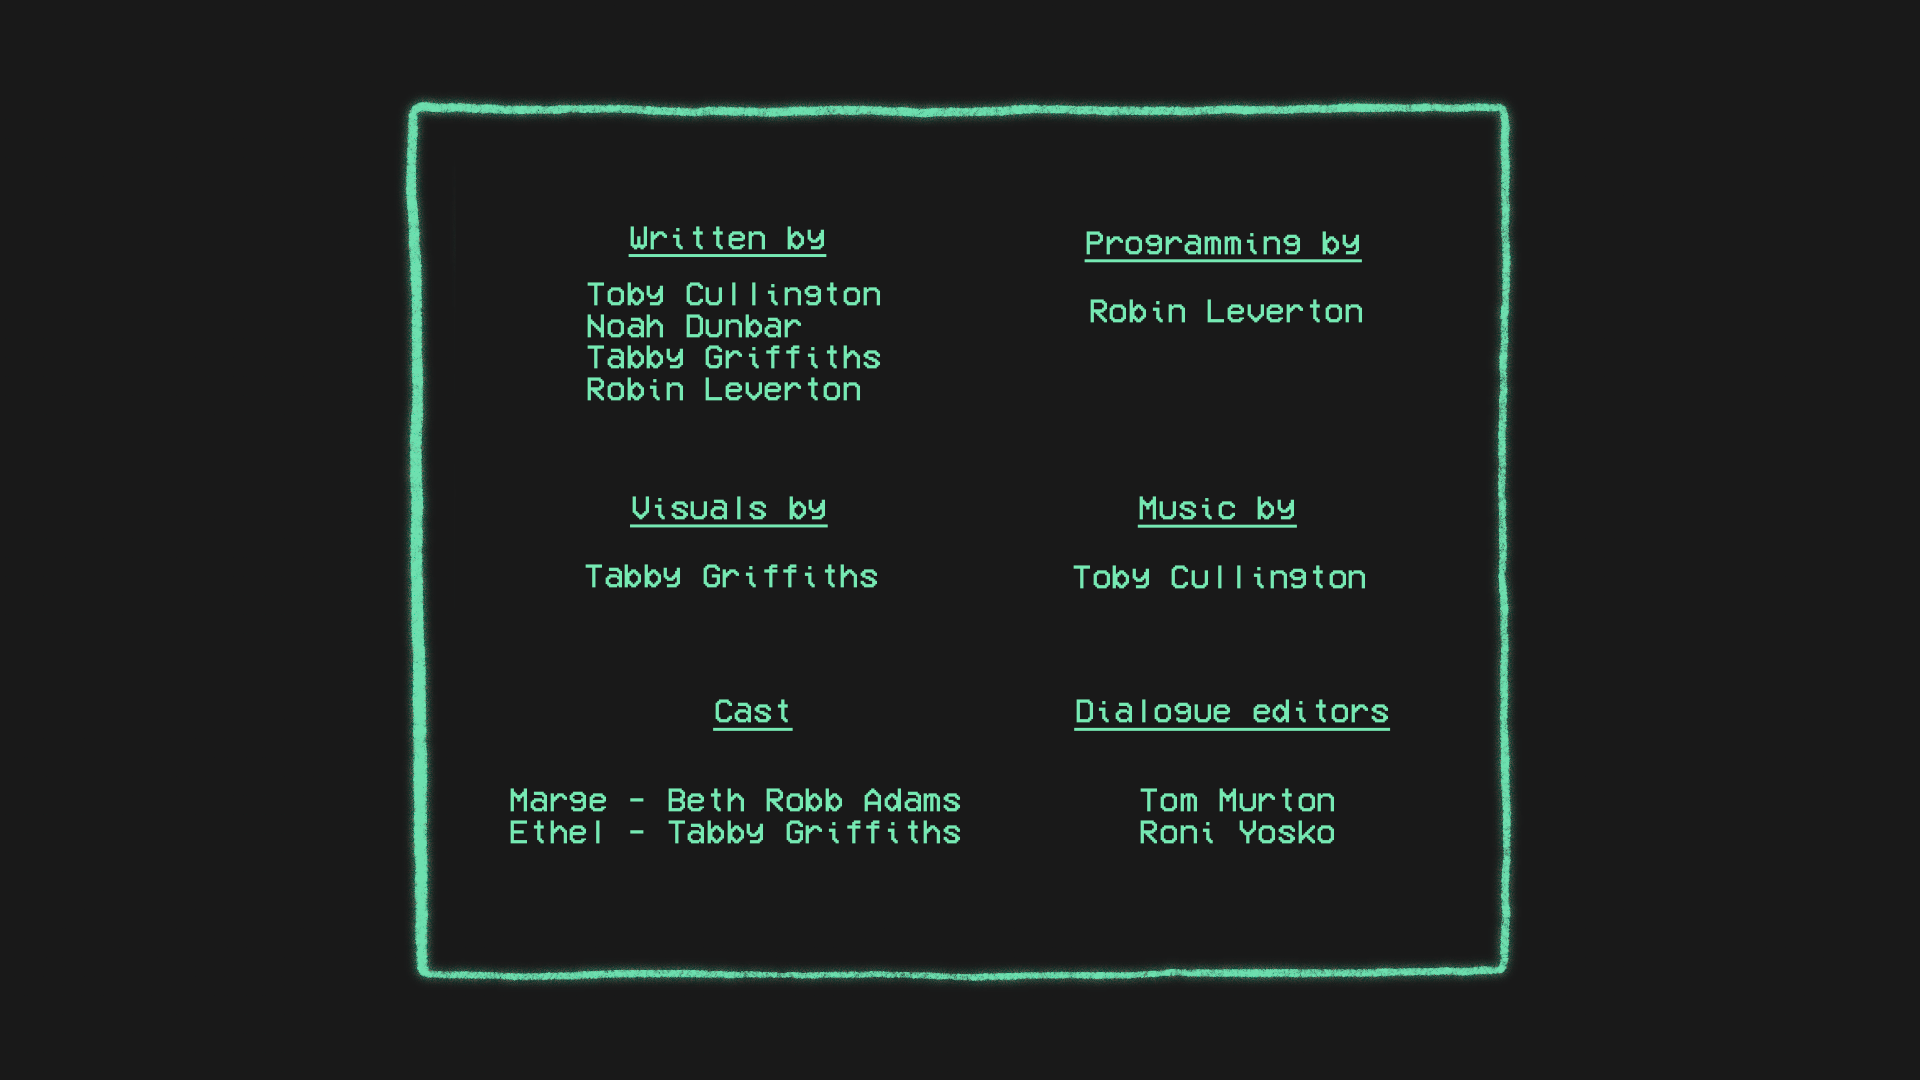 Written by
Toby Cullington
Noah Dunbar
Tabby Griffiths
Robin Leverton
Programming by
Robin Leverton
Visuals by
Tabby Griffiths
Music by
Toby Cullington
Cast
Marge - Beth Robb Adams
Ethel - Tabby Griffiths
Dialogue editors
Tom Murton
Roni Yosko